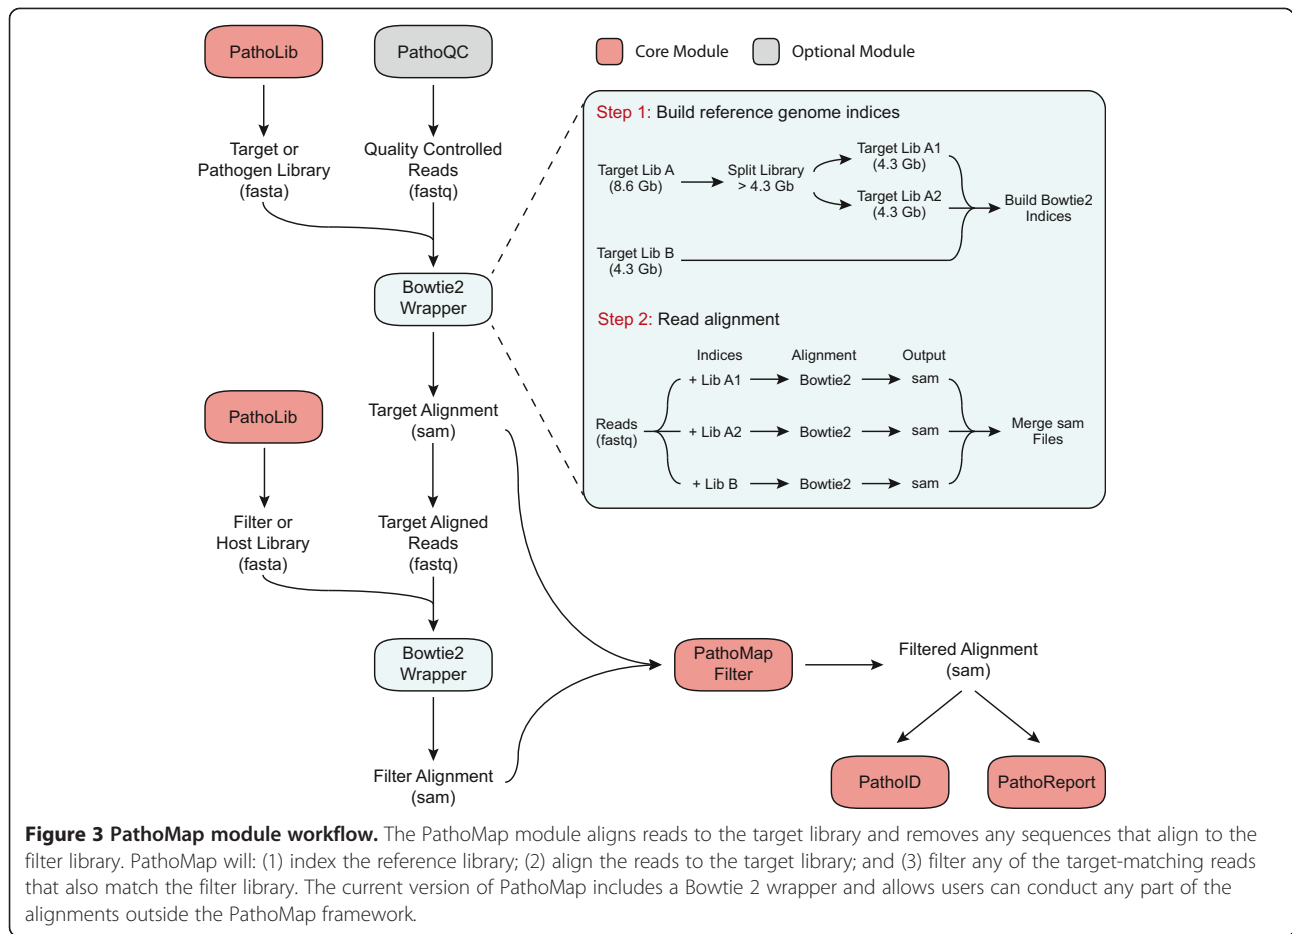 PathoLib
PathoQC
Core Module
Optional Module
Target or
Pathogen Library
(fasta)
Quality Controlled
Reads
(fastq)
Bowtie2
Wrapper
Step 1: Build reference genome indices
Target Lib A
(8.6 Gb)
Split Library
> 4.3 Gb
Target Lib A1
(4.3 Gb)
Target Lib A2
(4.3 Gb)
Build Bowtie2
Indices
Target Lib B
(4.3 Gb)
Step 2: Read alignment
Indices
Alignment
Output
Reads
(fastq)
+ Lib A1
Bowtie2
sam
+ Lib A2
Bowtie2
sam
+ Lib B
Bowtie2
sam
Merge sam
Files
PathoLib
Target Alignment
(sam)
Filter or
Host Library
(fasta)
Target Aligned
Reads
(fastq)
Bowtie2
Wrapper
PathoMap
Filter
Filtered Alignment
(sam)
Filter Alignment
(sam)
PathoID
PathoReport
Figure 3 PathoMap module workflow. The PathoMap module aligns reads to the target library and removes any sequences that align to the
filter library. PathoMap will: (1) index the reference library; (2) align the reads to the target library; and (3) filter any of the target-matching reads
that also match the filter library. The current version of PathoMap includes a Bowtie 2 wrapper and allows users can conduct any part of the
alignments outside the PathoMap framework.